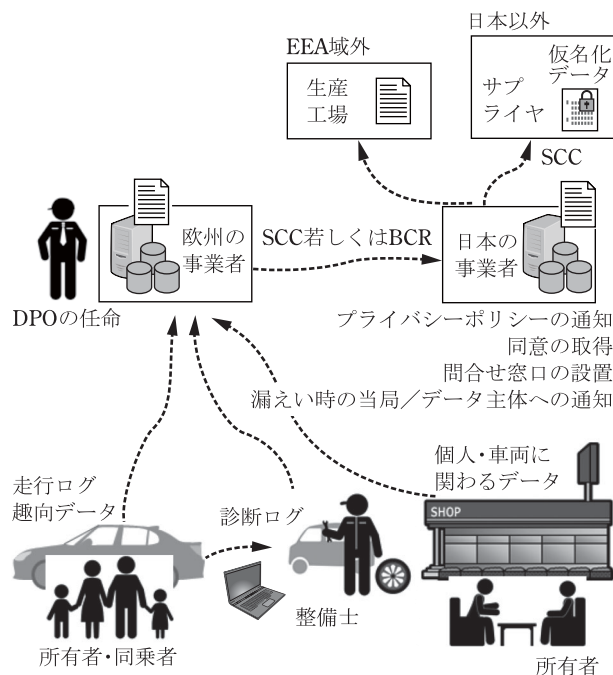 日本以外
EEA域外
仮名化
データ
生産
工場
サプ
ライヤ
SCC
欧州の
事業者
SCC若しくはBCR
日本の
事業者
DPOの任命
プライバシーポリシーの通知
同意の取得
問合せ窓口の設置
漏えい時の当局／データ主体への通知
個人・車両に
関わるデータ
走行ログ
趣向データ
診断ログ
SHOP
整備士
所有者・同乗者
所有者